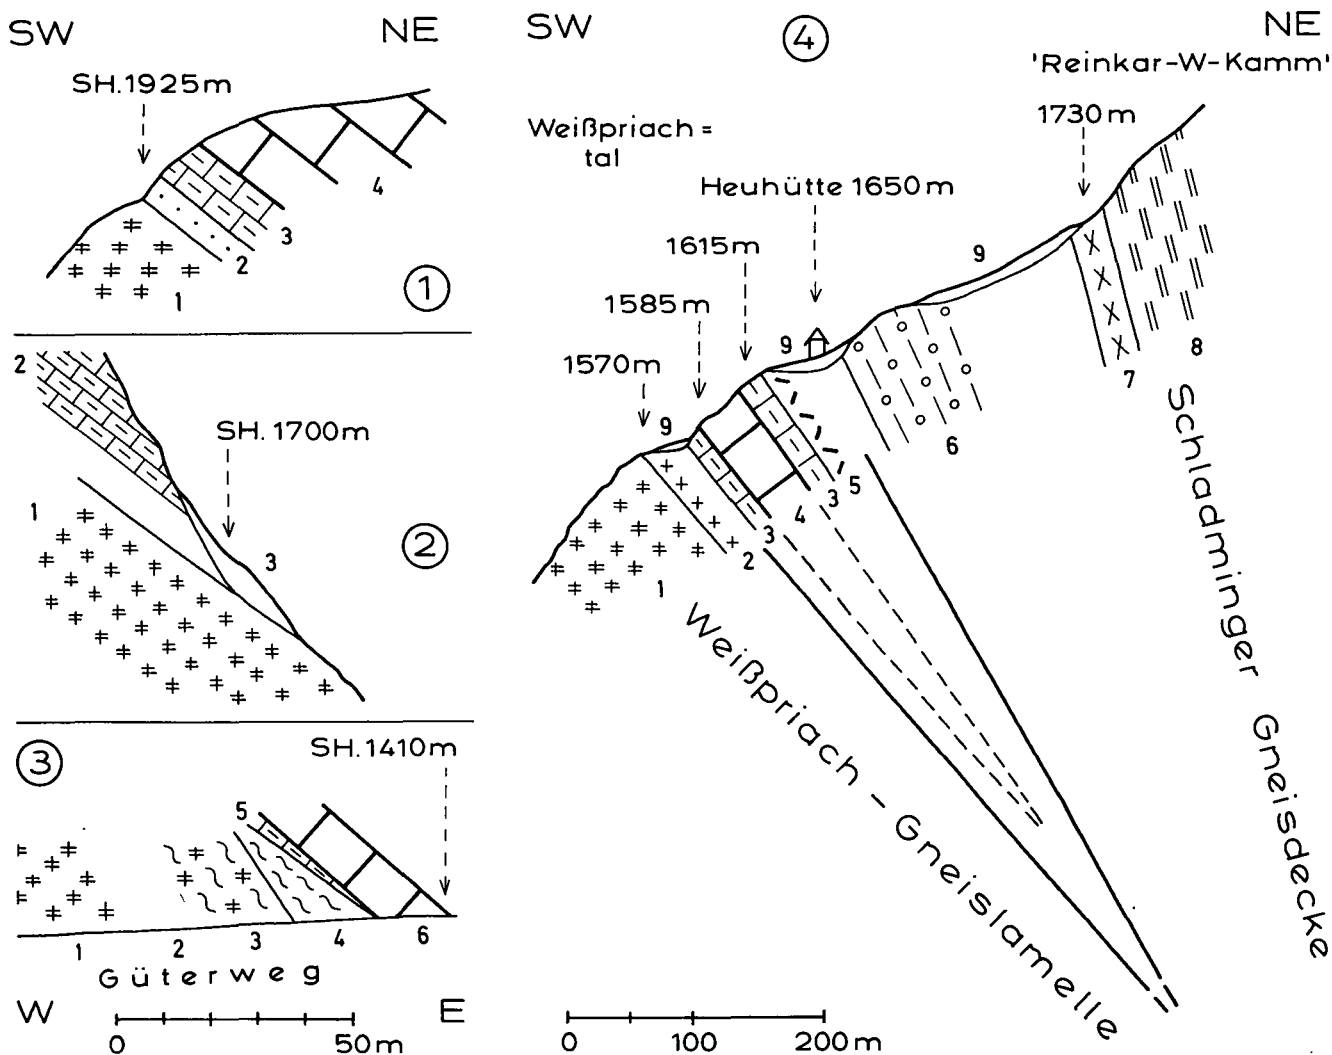 SW NE
SH. 1925m
4
3
2
1
①
2
SH. 1700m
1
3
②
③
SH. 1410m
5
1 2 3 4 6
Güterweg
W E
0 50m
SW ④ NE
'Reinkar-W-Kamm'
1730m
Weißpriach=
tal
Heuhütte 1650m
1615m
1585m
1570m
9
9
9
8
7
6
5
3
4
3
2
1
Weißpriach - Gneislamelle
Schladminger Gneisdecke
0 100 200m